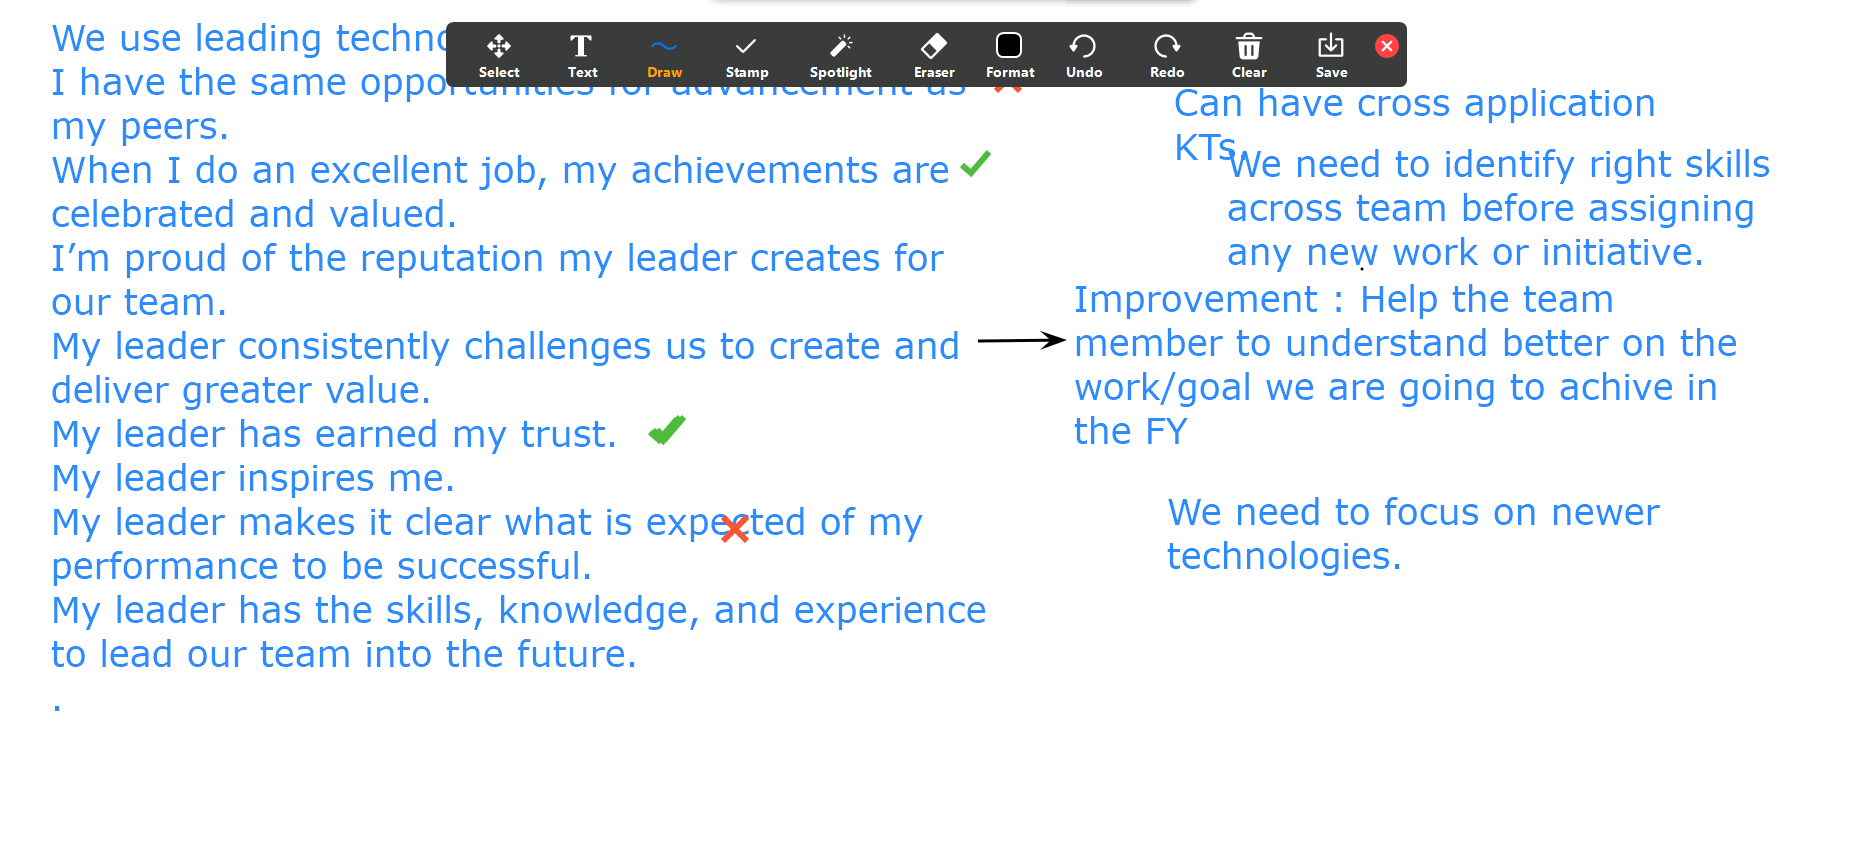 We use leading
I have the same opportunities for advancement as
my peers.
When I do an excellent job, my achievements are
celebrated and valued.
I’m proud of the reputation my leader creates for
our team.
My leader consistently challenges us to create and
deliver greater value.
My leader has earned my trust.
My leader inspires me.
My leader makes it clear what is expected of my
performance to be successful.
My leader has the skills, knowledge, and experience
to lead our team into the future.
.
Select Text Draw Stamp Spotlight Eraser Format Undo Redo Clear Save
Can have cross application
KTs.
We need to identify right skills
across team before assigning
any new work or initiative.
Improvement : Help the team
member to understand better on the
work/goal we are going to achive in
the FY
We need to focus on newer
technologies.